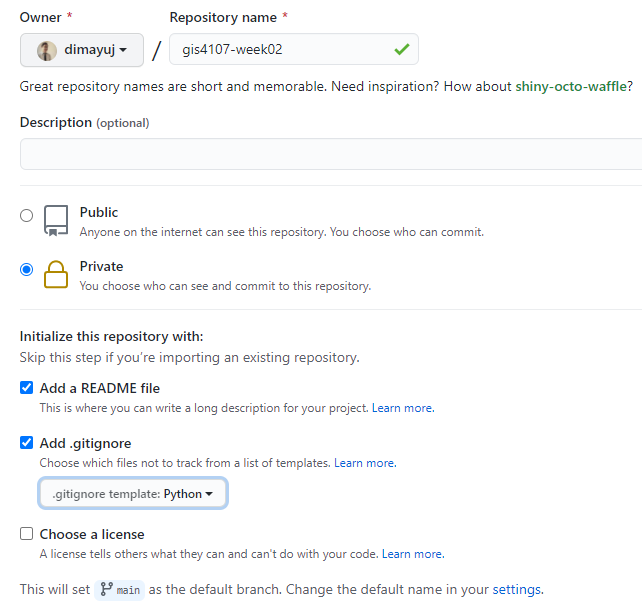 Owner * Repository name *
dimayuj / gis4107-week02
Great repository names are short and memorable. Need inspiration? How about shiny-octo-waffle?
Description (optional)
Public
Anyone on the internet can see this repository. You choose who can commit.
Private
You choose who can see and commit to this repository.
Initialize this repository with:
Skip this step if you’re importing an existing repository.
Add a README file
This is where you can write a long description for your project. Learn more.
Add .gitignore
Choose which files not to track from a list of templates. Learn more.
.gitignore template: Python
Choose a license
A license tells others what they can and can't do with your code. Learn more.
This will set main as the default branch. Change the default name in your settings.